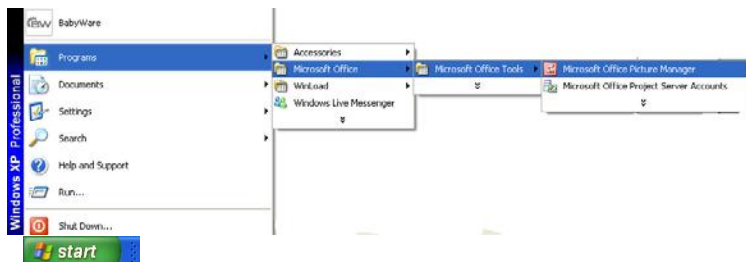 BabyWare
Programs
Documents
Settings
Search
Help and Support
Run...
Shut Down...
Windows XP Professional
start
Accessories
Microsoft Office
WinLoad
Windows Live Messenger
Microsoft Office Tools
Microsoft Office Picture Manager
Microsoft Office Project Server Accounts